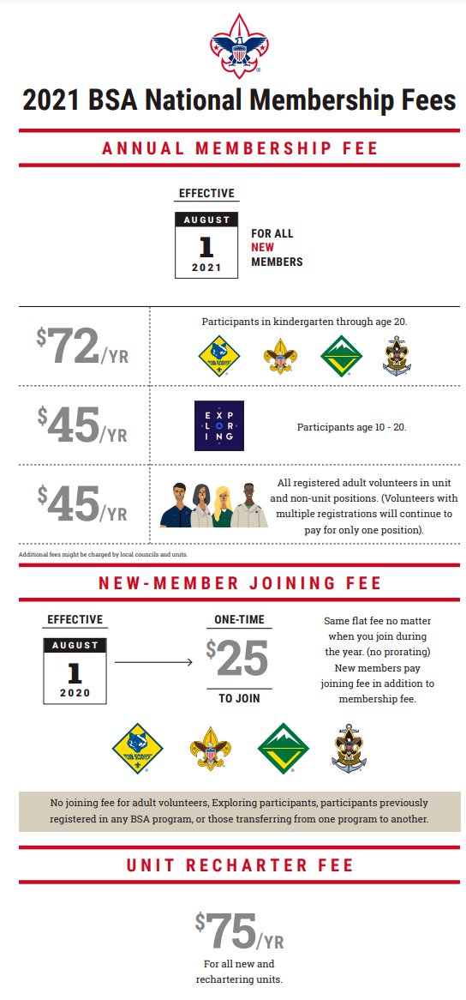 2021 BSA National Membership Fees
ANNUAL MEMBERSHIP FEE
EFFECTIVE
AUGUST
1
2021
FOR ALL
NEW
MEMBERS
$72/YR
Participants in kindergarten through age 20.
$45/YR
EXP
LOR
ING
Participants age 10 - 20.
$45/YR
All registered adult volunteers in unit
and non-unit positions. (Volunteers with
multiple registrations will continue to
pay for only one position).
Additional fees might be charged by local councils and units.
NEW-MEMBER JOINING FEE
EFFECTIVE
AUGUST
1
2020
ONE-TIME
$25
TO JOIN
Same flat fee no matter
when you join during
the year. (no prorating)
New members pay
joining fee in addition to
membership fee.
No joining fee for adult volunteers, Exploring participants, participants previously
registered in any BSA program, or those transferring from one program to another.
UNIT RECHARTER FEE
$75/YR
For all new and
rechartering units.